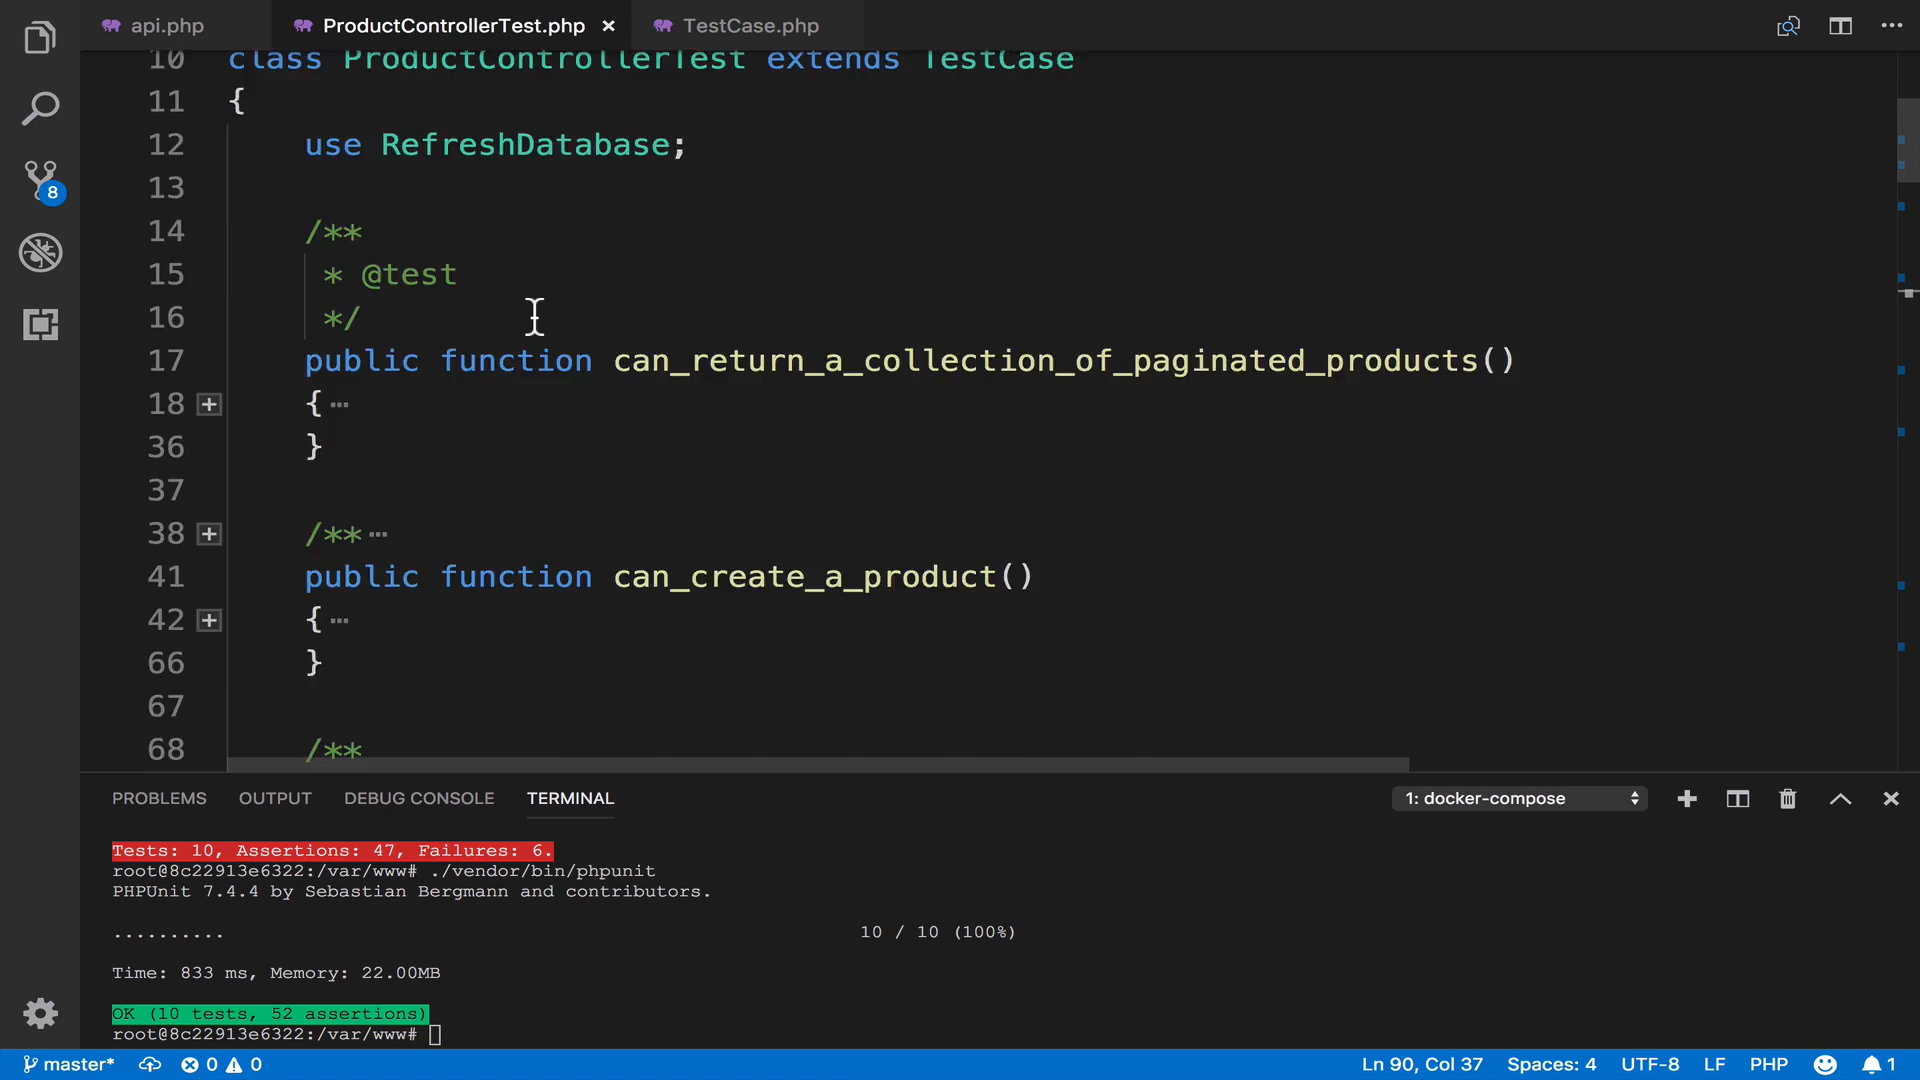 api.php
ProductControllerTest.php
TestCase.php
10 class ProductControllerTest extends TestCase
11 {
12 use RefreshDatabase;
13
14 /**
15 * @test
16 */
17 public function can_return_a_collection_of_paginated_products()
18 { ⋯
36 }
37
38 /** ⋯
41 public function can_create_a_product()
42 { ⋯
66 }
67
68 /**
8
PROBLEMS OUTPUT DEBUG CONSOLE TERMINAL
1: docker-compose
Tests: 10, Assertions: 47, Failures: 6.
root@8c22913e6322:/var/www# ./vendor/bin/phpunit
PHPUnit 7.4.4 by Sebastian Bergmann and contributors.
.......... 10 / 10 (100%)
Time: 833 ms, Memory: 22.00MB
OK (10 tests, 52 assertions)
root@8c22913e6322:/var/www#
master* 0 0 Ln 90, Col 37 Spaces: 4 UTF-8 LF PHP 1